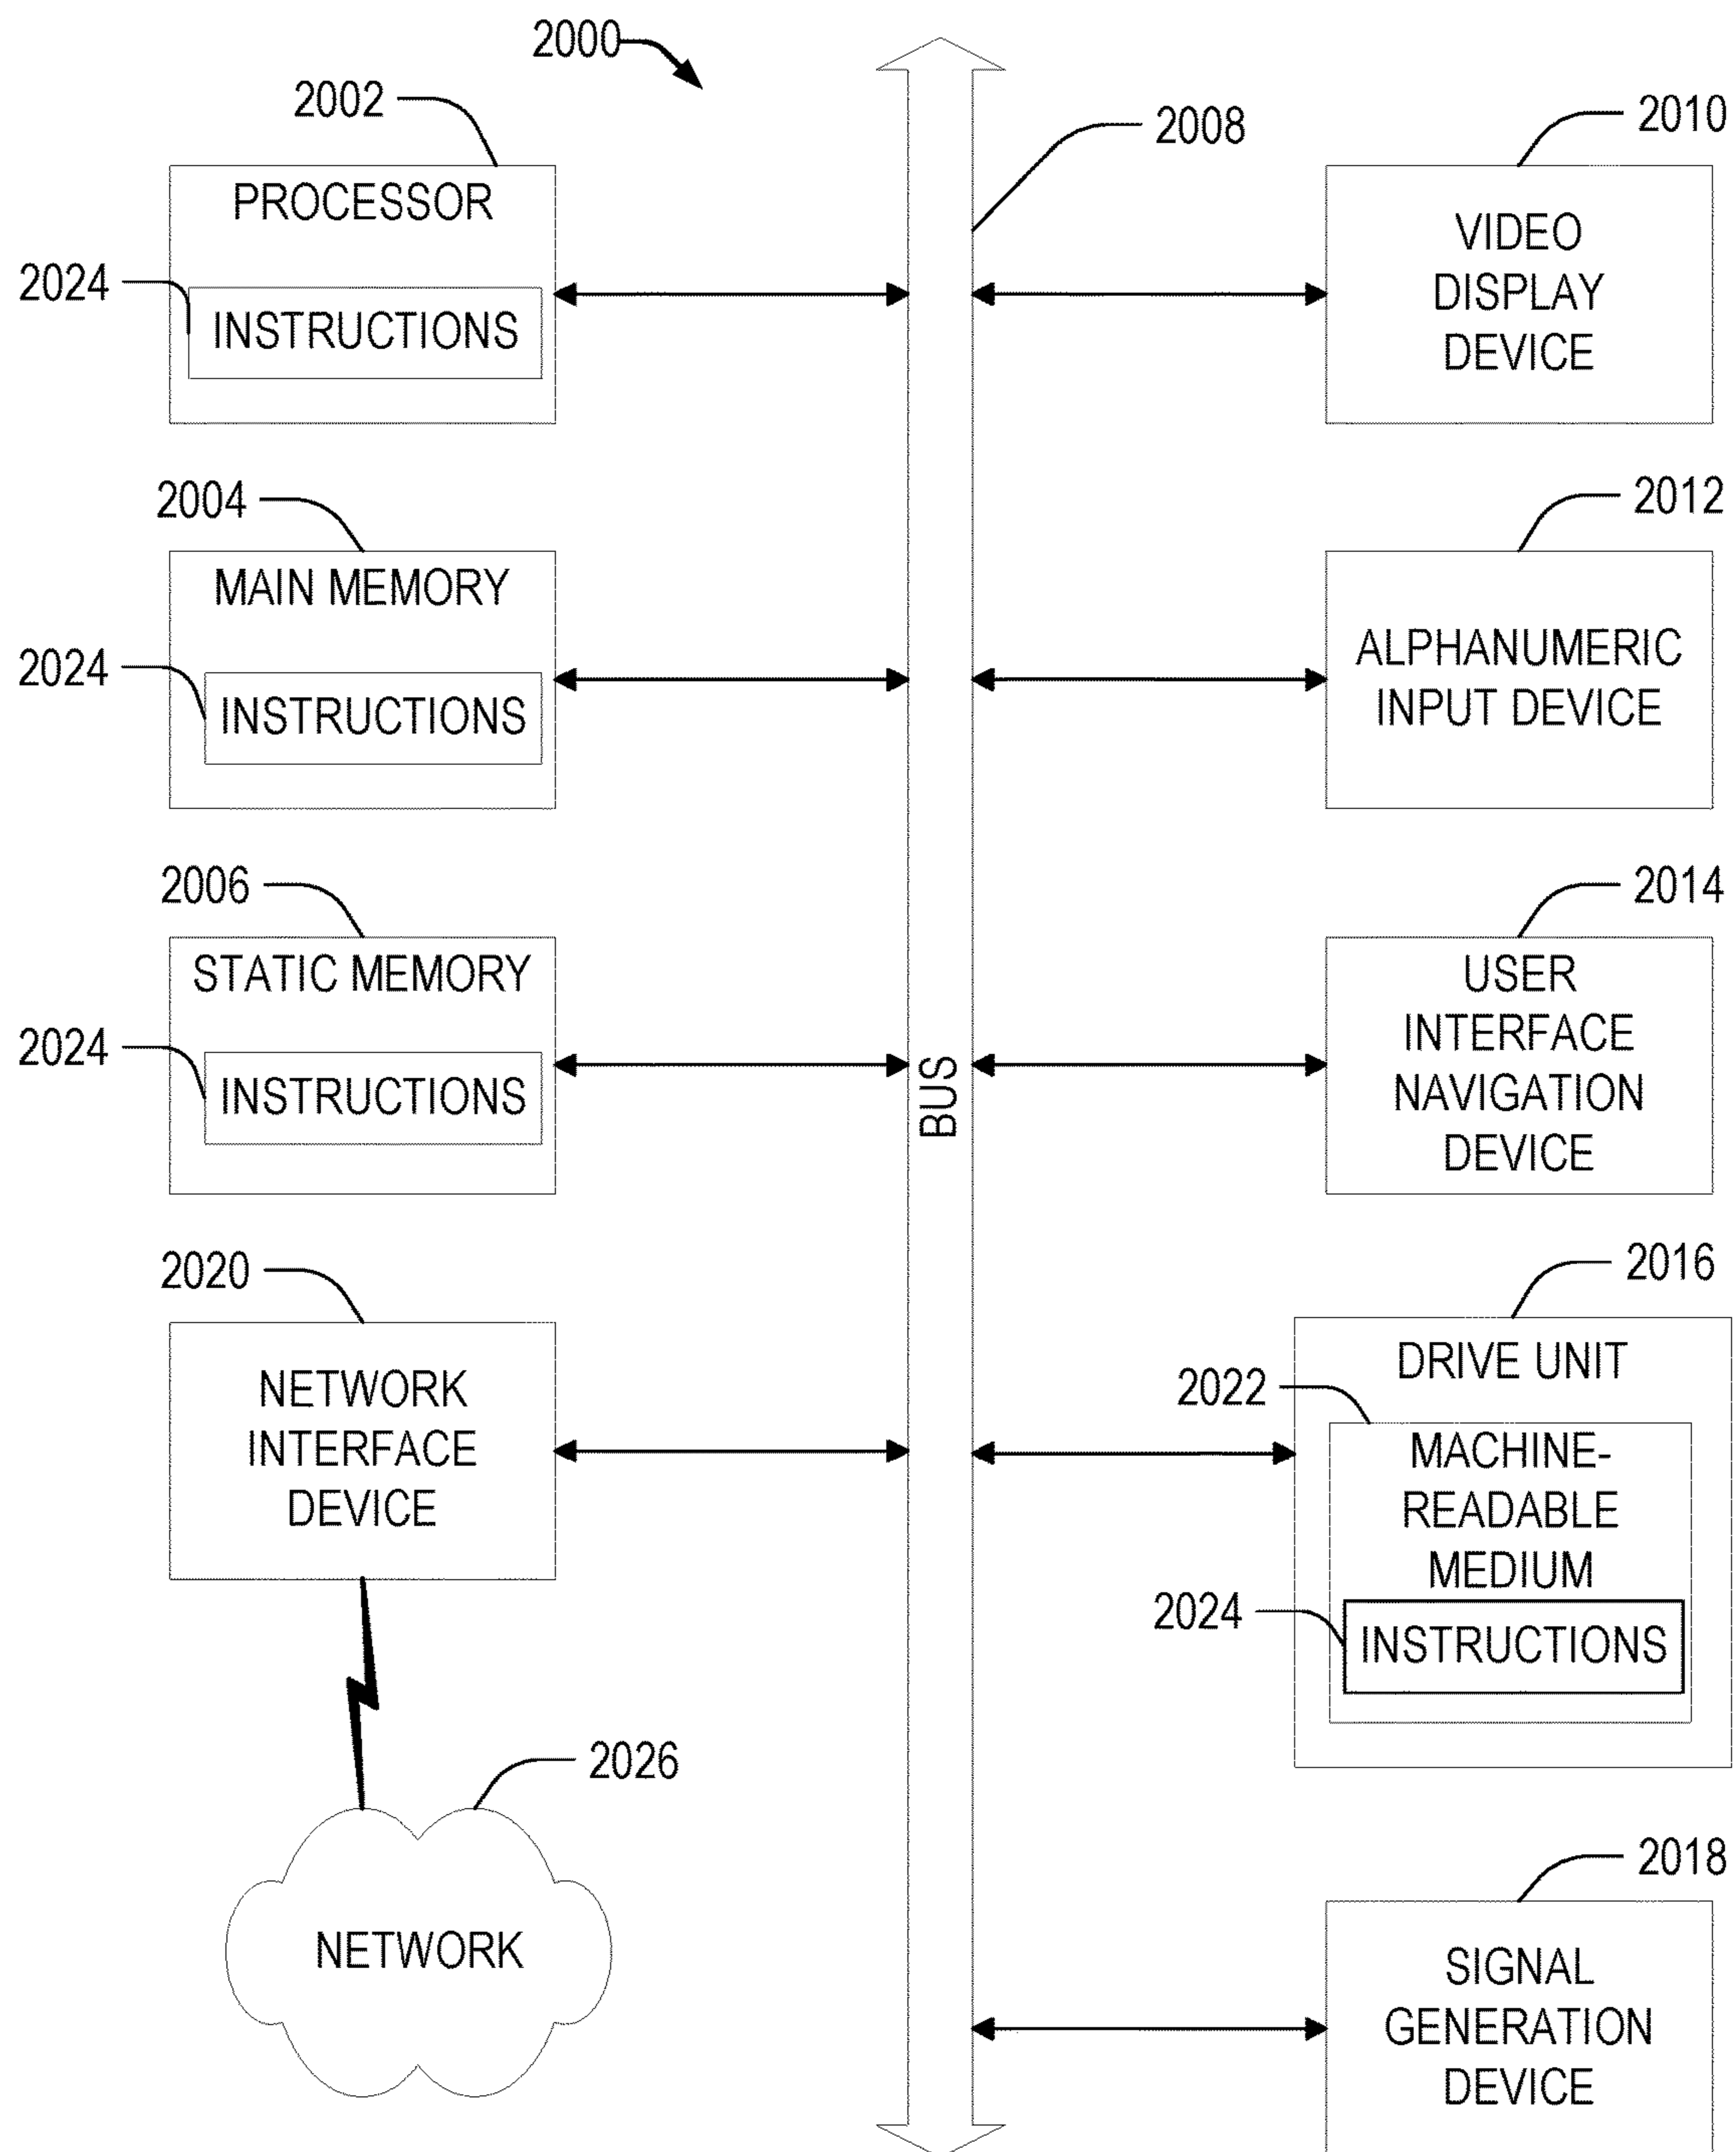 2000
2002
PROCESSOR
2024
INSTRUCTIONS
2004
MAIN MEMORY
2024
INSTRUCTIONS
2006
STATIC MEMORY
2024
INSTRUCTIONS
2020
NETWORK
INTERFACE
DEVICE
2026
NETWORK
2008
BUS
2010
VIDEO
DISPLAY
DEVICE
2012
ALPHANUMERIC
INPUT DEVICE
2014
USER
INTERFACE
NAVIGATION
DEVICE
2016
DRIVE UNIT
2022
MACHINE-
READABLE
MEDIUM
2024
INSTRUCTIONS
2018
SIGNAL
GENERATION
DEVICE